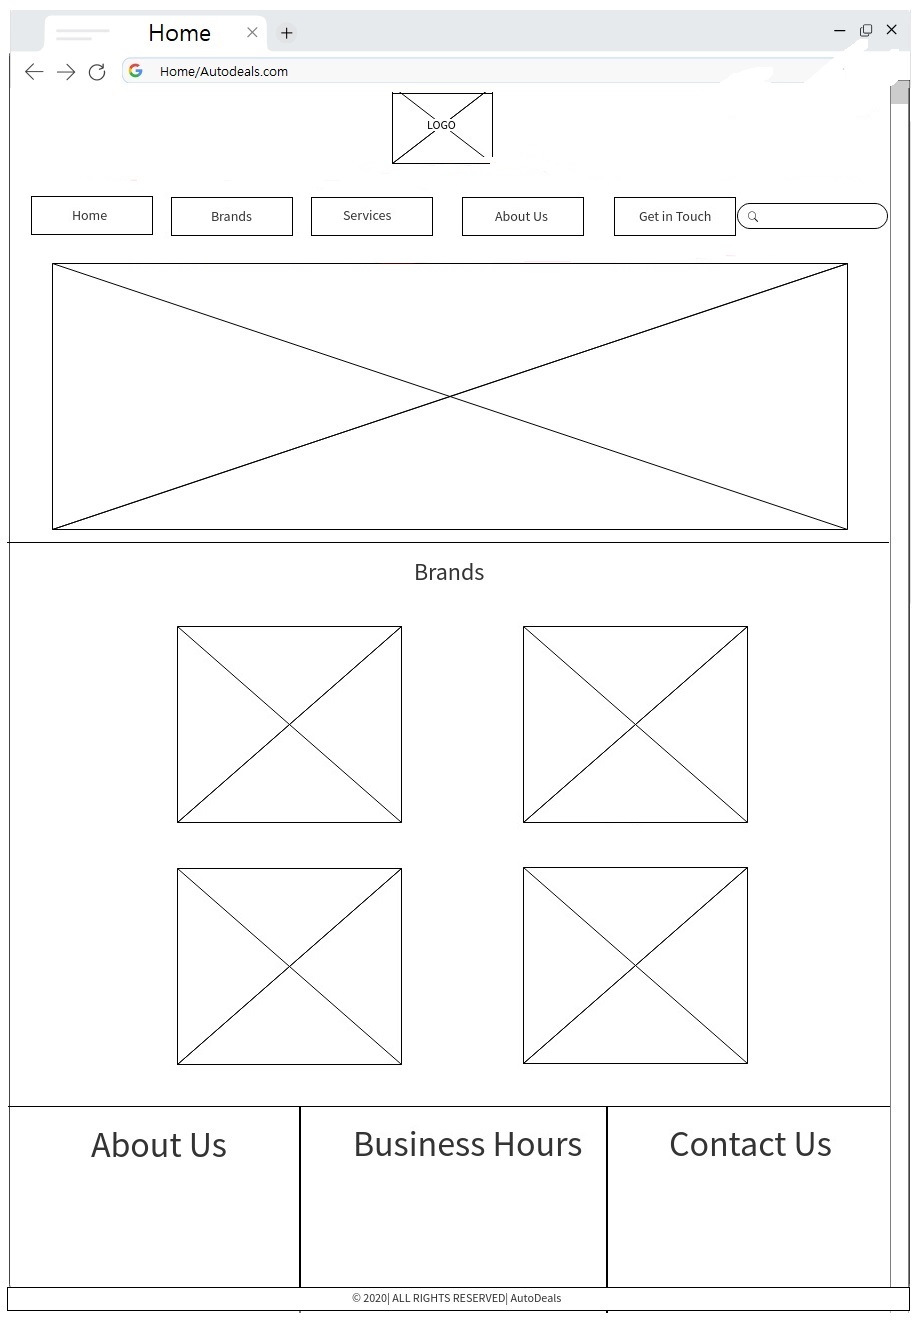 Home
Home/Autodeals.com
LOGO
Home
Brands
Services
About Us
Get in Touch
Brands
About Us
Business Hours
Contact Us
© 2020| ALL RIGHTS RESERVED| AutoDeals